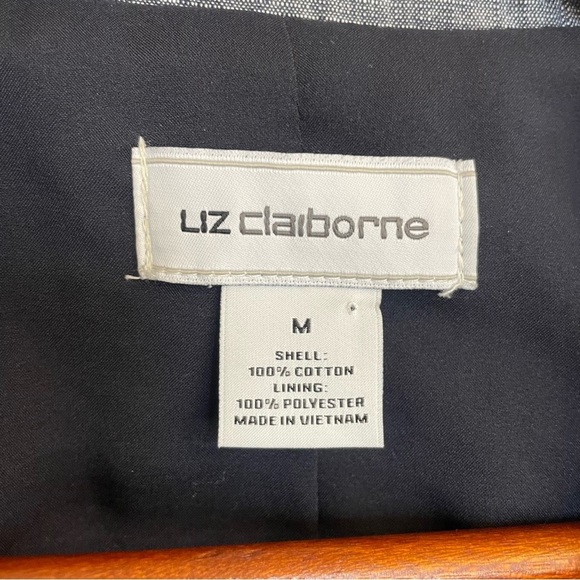 LIZ claiborne
M
SHELL:
100% COTTON
LINING:
100% POLYESTER
MADE IN VIETNAM